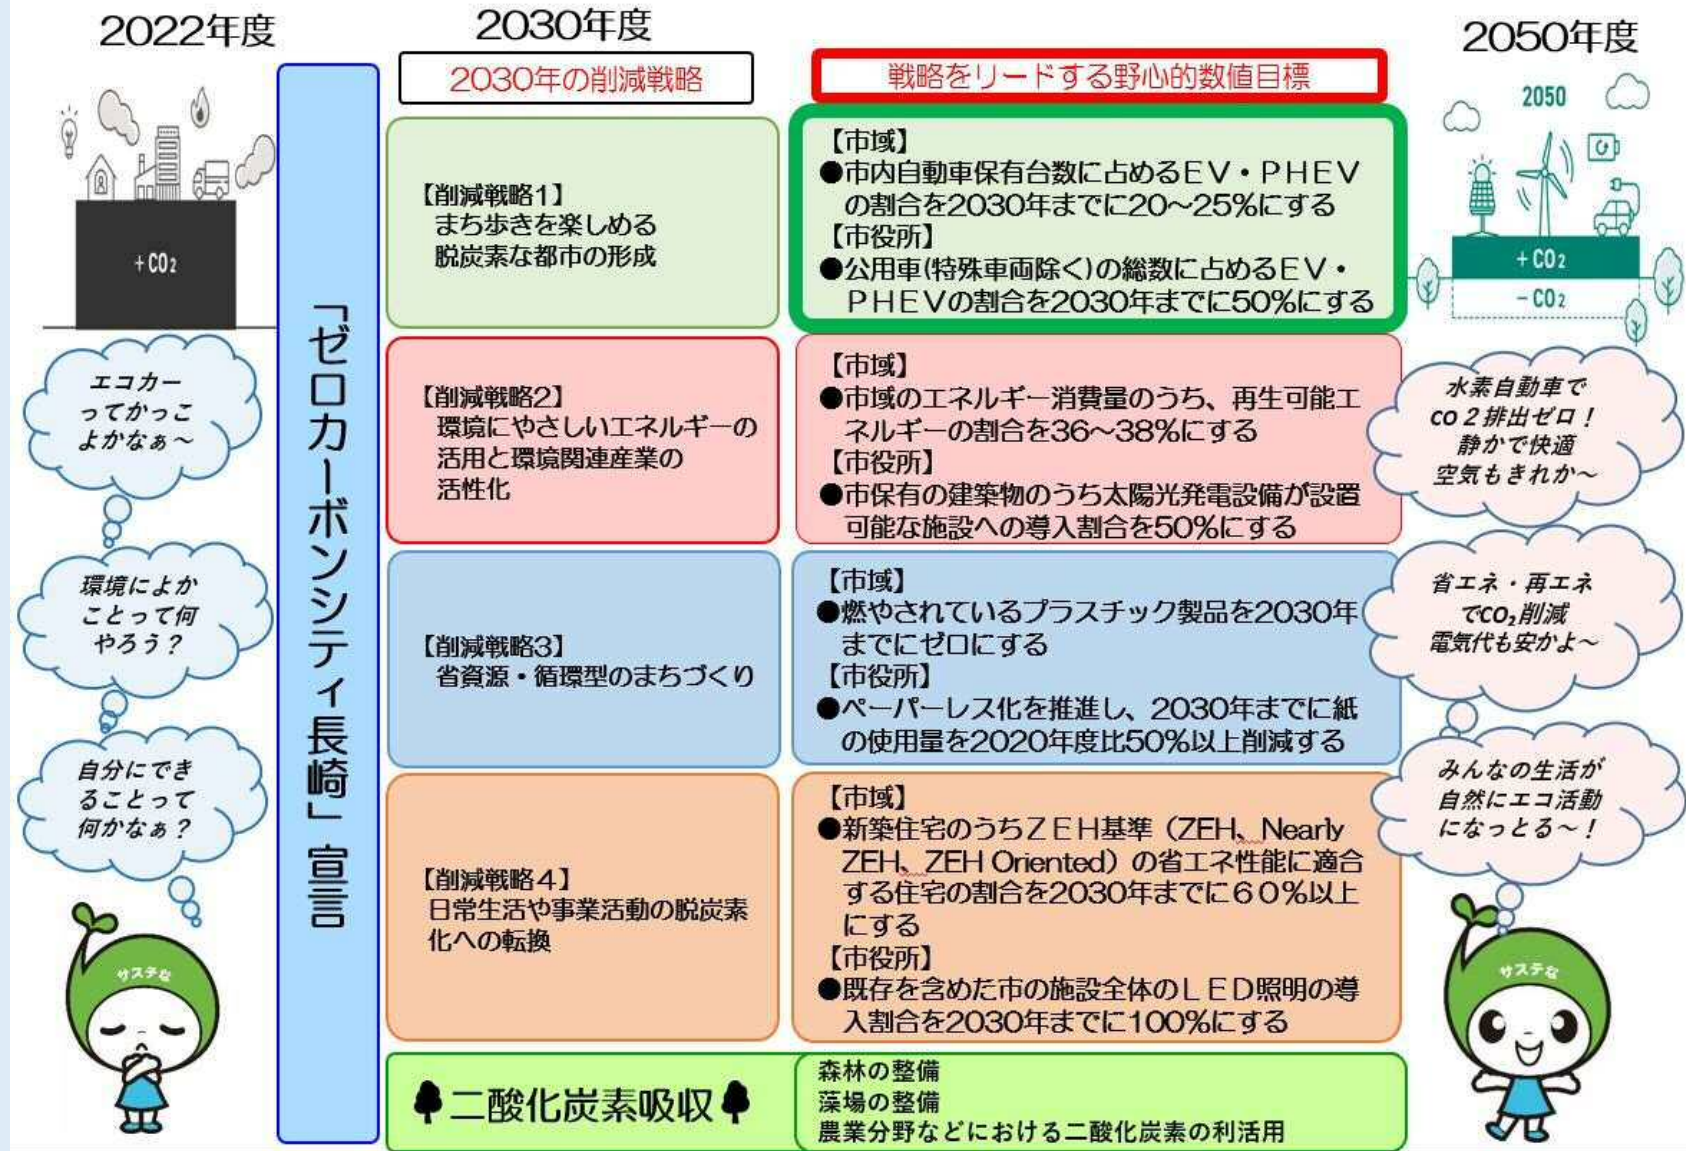 2022年度
+CO2
エコカー
ってかっこ
よかなぁ～
環境によか
ことって何
やろう？
自分にでき
ることって
何かなぁ？
サステな
「ゼロカーボンシティ長崎」宣言
2030年度
2030年の削減戦略
戦略をリードする野心的数値目標
【削減戦略1】
まち歩きを楽しめる
脱炭素な都市の形成
【市域】
●市内自動車保有台数に占めるＥＶ・ＰＨＥＶ
の割合を2030年までに20～25%にする
【市役所】
●公用車(特殊車両除く)の総数に占めるＥＶ・
ＰＨＥＶの割合を2030年までに50%にする
【削減戦略2】
環境にやさしいエネルギーの
活用と環境関連産業の
活性化
【市域】
●市域のエネルギー消費量のうち、再生可能エ
ネルギーの割合を36～38%にする
【市役所】
●市保有の建築物のうち太陽光発電設備が設置
可能な施設への導入割合を50%にする
【削減戦略3】
省資源・循環型のまちづくり
【市域】
●燃やされているプラスチック製品を2030年
までにゼロにする
【市役所】
●ペーパーレス化を推進し、2030年までに紙
の使用量を2020年度比50%以上削減する
【削減戦略４】
日常生活や事業活動の脱炭素
化への転換
【市域】
●新築住宅のうちＺＥＨ基準（ZEH、Nearly
ZEH、ZEH Oriented）の省エネ性能に適合
する住宅の割合を2030年までに６０%以上
にする
【市役所】
●既存を含めた市の施設全体のＬＥＤ照明の導
入割合を2030年までに100%にする
二酸化炭素吸収
森林の整備
藻場の整備
農業分野などにおける二酸化炭素の利活用
2050年度
2050
+CO2
-CO2
水素自動車で
CO２排出ゼロ！
静かで快適
空気もきれか～
省エネ・再エネ
でCO₂削減
電気代も安かよ～
みんなの生活が
自然にエコ活動
になっとる～！
サステな